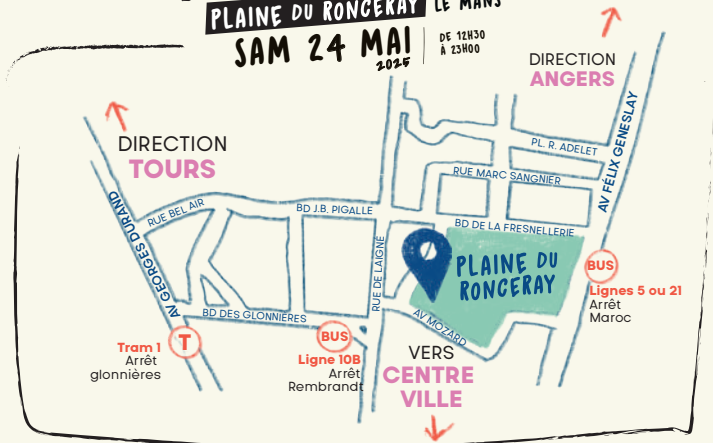 PLAINE DU RONCERAY LE MANS
SAM 24 MAI
2025
DE 12H30
À 23H00
DIRECTION
ANGERS
DIRECTION
TOURS
PL. R. ADELET
AV FÉLIX GENESLAY
RUE MARC SANGNIER
RUE BEL AIR
BD J.B. PIGALLE
BD DE LA FRESNELLERIE
AV GEORGES DURAND
RUE DE LAIGNÉ
PLAINE DU
RONCERAY
BUS
Lignes 5 ou 21
Arrêt
Maroc
BD DES GLONNIERES
AV MOZARD
T
Tram 1
Arrêt
glonnières
BUS
Ligne 10B
Arrêt
Rembrandt
VERS
CENTRE
VILLE